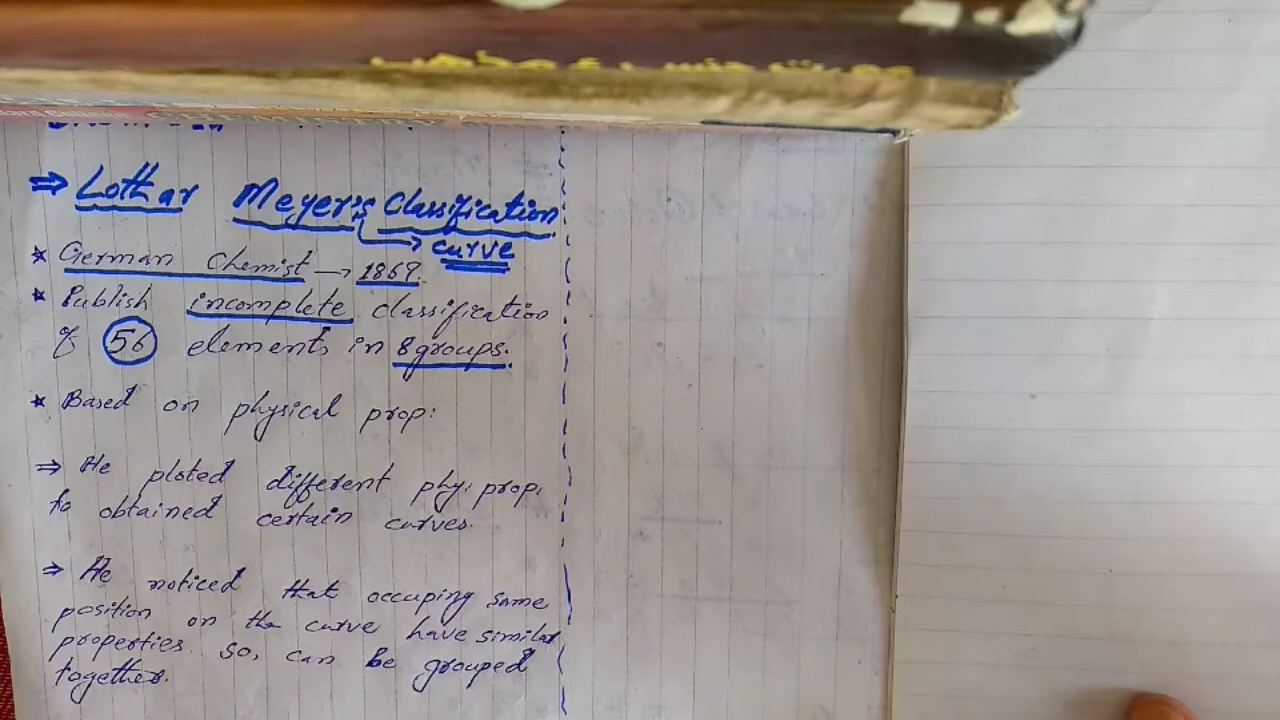 ⇒ Lothar Meyer's Classification
→ curve
* German Chemist → 1869.
* Publish incomplete classification
of 56 elements in 8 groups.
* Based on physical prop:
⇒ He ploted different phy. prop.
to obtained certain curves.
⇒ He noticed that occuping same
position on the curve have similar
properties. so, can be grouped
together.